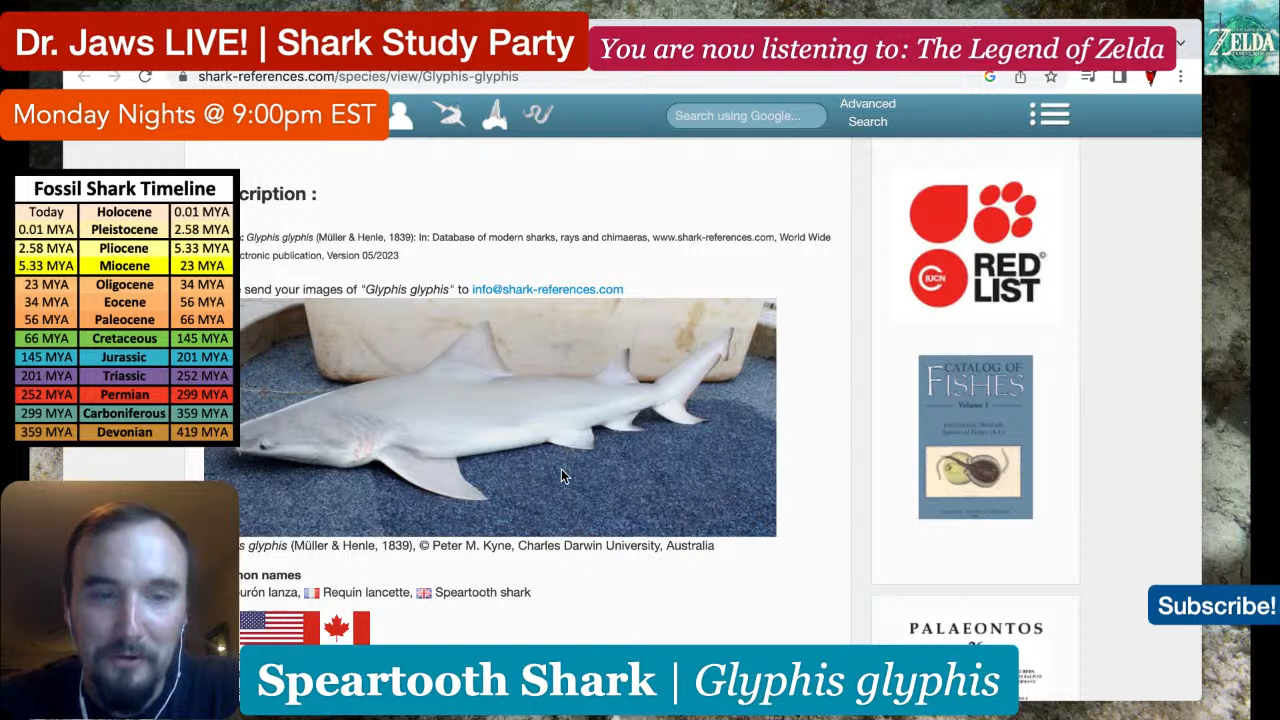 Dr. Jaws LIVE! | Shark Study Party
You are now listening to: The Legend of Zelda
ZELDA
shark-references.com/species/view/Glyphis-glyphis
Monday Nights @ 9:00pm EST
Search using Google...
Advanced
Search
Fossil Shark Timeline
Today Holocene 0.01 MYA
0.01 MYA Pleistocene 2.58 MYA
2.58 MYA Pliocene 5.33 MYA
5.33 MYA Miocene 23 MYA
23 MYA Oligocene 34 MYA
34 MYA Eocene 56 MYA
56 MYA Paleocene 66 MYA
66 MYA Cretaceous 145 MYA
145 MYA Jurassic 201 MYA
201 MYA Triassic 252 MYA
252 MYA Permian 299 MYA
299 MYA Carboniferous 359 MYA
359 MYA Devonian 419 MYA
cription :
Glyphis glyphis (Müller & Henle, 1839): In: Database of modern sharks, rays and chimaeras, www.shark-references.com, World Wide
ctronic publication, Version 05/2023
send your images of "Glyphis glyphis" to info@shark-references.com
s glyphis (Müller & Henle, 1839), © Peter M. Kyne, Charles Darwin University, Australia
non names
urón lanza, Requin lancette, Speartooth shark
IUCN
RED
LIST
CATALOG OF
FISHES
Volume 1
Subscribe!
PALAEONTOS
Speartooth Shark | Glyphis glyphis